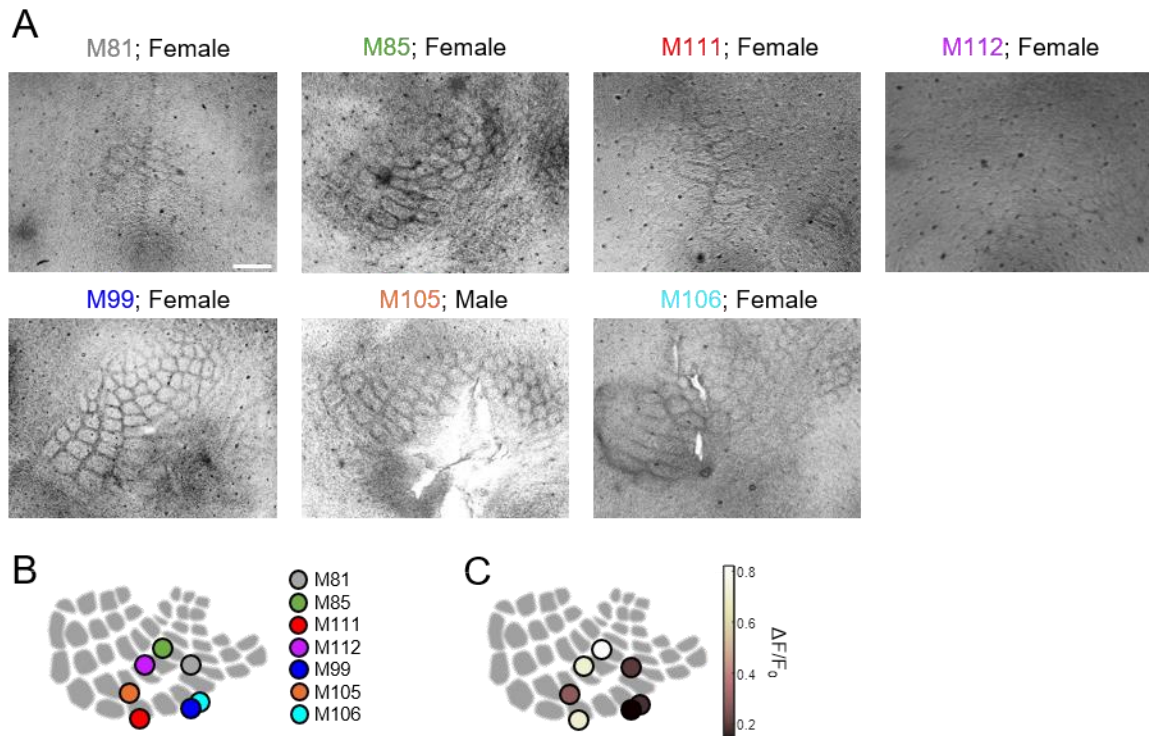 A
M81; Female
M85; Female
M111; Female
M112; Female
M99; Female
M105; Male
M106; Female
B
M81
M85
M111
M112
M99
M105
M106
C
0.8
0.6
0.4
0.2
ΔF/F0